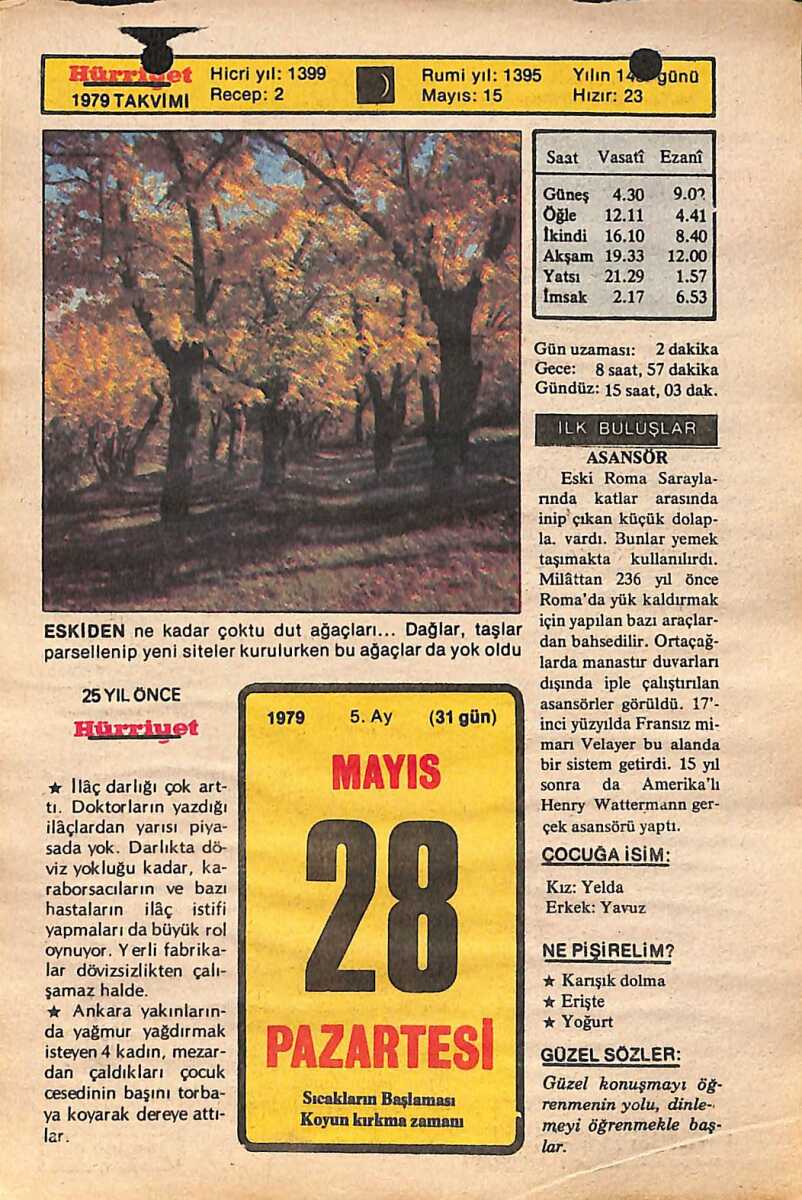 Hürriyet
1979 TAKVİMİ
Hicri yıl: 1399
Recep: 2
Rumi yıl: 1395
Mayıs: 15
Yılın günü
Hızır: 23
Saat Vasatî Ezanî
Güneş 4.30
Öğle 12.11 4.41
İkindi 16.10 8.40
Akşam 19.33 12.00
Yatsı 21.29 1.57
İmsak 2.17 6.53
Gün uzaması: 2 dakika
Gece: 8 saat, 57 dakika
Gündüz: 15 saat, 03 dak.
ESKİDEN ne kadar çoktu dut ağaçları... Dağlar, taşlar
parsellenip yeni siteler kurulurken bu ağaçlar da yok oldu
İLK BULUŞLAR
ASANSÖR
Eski Roma Sarayla-
rında katlar arasında
inip çıkan küçük dolap-
la. vardı. Bunlar yemek
taşımakta kullanılırdı.
Milâttan 236 yıl önce
Roma'da yük kaldırmak
için yapılan bazı araçlar-
dan bahsedilir. Ortaçağ-
larda manastır duvarları
dışında iple çalıştırılan
asansörler görüldü. 17'-
inci yüzyılda Fransız mi-
marı Velayer bu alanda
bir sistem getirdi. 15 yıl
sonra da Amerika'lı
Henry Wattermann ger-
çek asansörü yaptı.
ÇOCUĞA İSİM:
Kız: Yelda
Erkek: Yavuz
NE PİŞİRELİM?
★ Karışık dolma
★ Erişte
★ Yoğurt
GÜZEL SÖZLER:
Güzel konuşmayı öğ-
renmenin yolu, dinle-
meyi öğrenmekle baş-
lar.
25 YIL ÖNCE
Hürriyet
★ İlâç darlığı çok art-
tı. Doktorların yazdığı
ilâçlardan yarısı piya-
sada yok. Darlıkta dö-
viz yokluğu kadar, ka-
raborsacıların ve bazı
hastaların ilâç istifi
yapmaları da büyük rol
oynuyor. Yerli fabrika-
lar dövizsizlikten çalı-
şamaz halde.
★ Ankara yakınların-
da yağmur yağdırmak
isteyen 4 kadın, mezar-
dan çaldıkları çocuk
cesedinin başını torba-
ya koyarak dereye attı-
lar.
1979 5. Ay (31 gün)
MAYIS
28
PAZARTESİ
Sıcakların Başlaması
Koyun kırkma zamanı